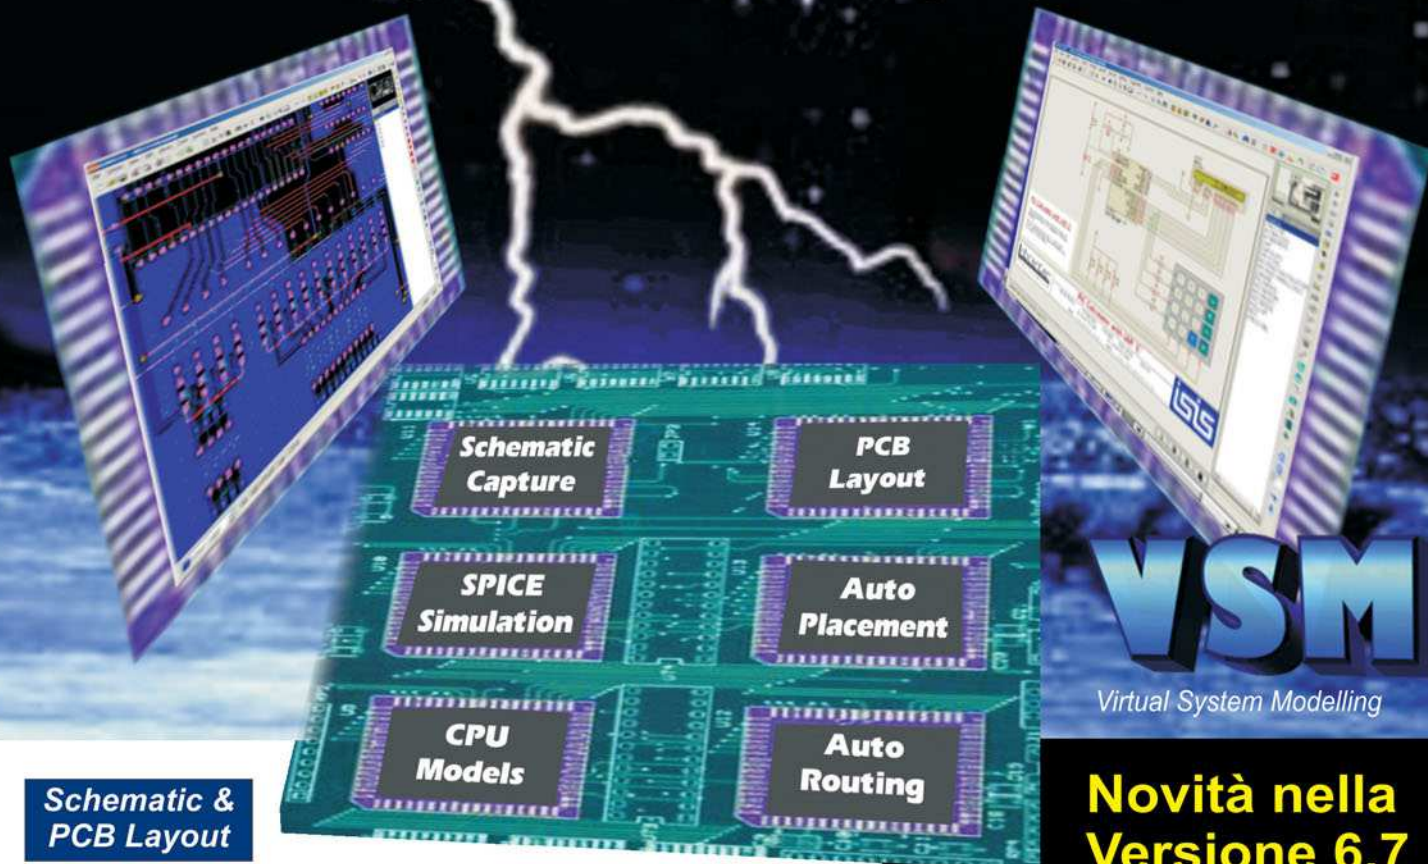 Schematic
Capture
PCB
Layout
SPICE
Simulation
Auto
Placement
CPU
Models
Auto
Routing
isis
VSM
Virtual System Modelling
Schematic &
PCB Layout
Novità nella
Versione 6.7